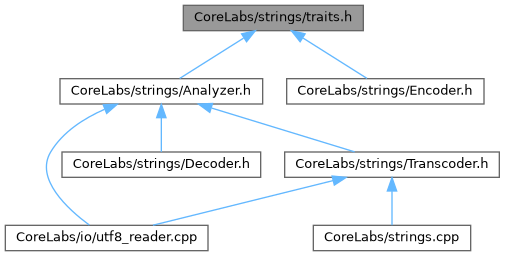 CoreLabs/strings/traits.h
CoreLabs/strings/Analyzer.h
CoreLabs/strings/Encoder.h
CoreLabs/strings/Decoder.h
CoreLabs/strings/Transcoder.h
CoreLabs/io/utf8_reader.cpp
CoreLabs/strings.cpp